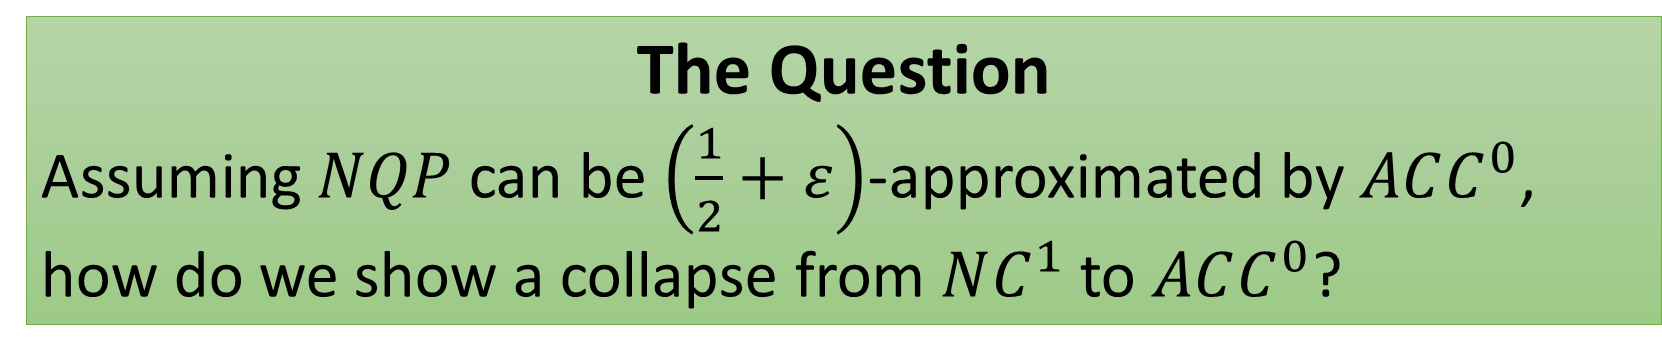 The Question
Assuming NQP can be (1/2 + ε)-approximated by ACC⁰,
how do we show a collapse from NC¹ to ACC⁰?